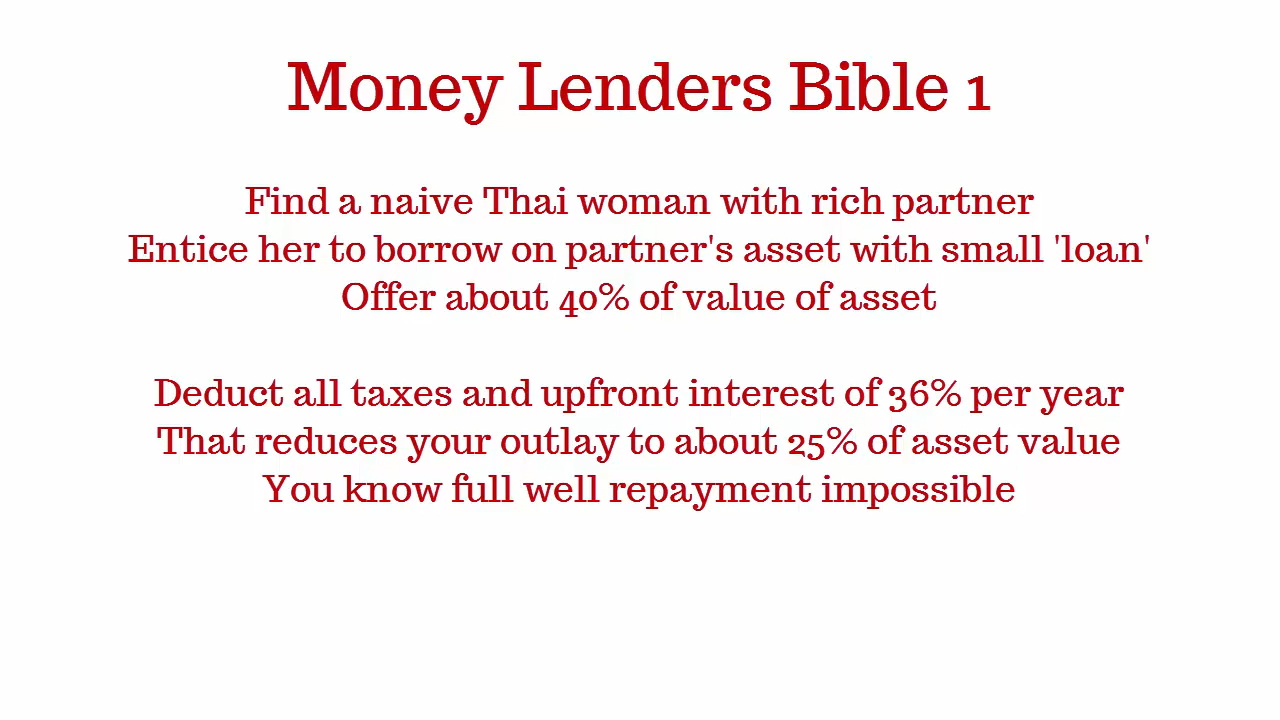 Money Lenders Bible 1
Find a naive Thai woman with rich partner
Entice her to borrow on partner's asset with small 'loan'
Offer about 40% of value of asset
Deduct all taxes and upfront interest of 36% per year
That reduces your outlay to about 25% of asset value
You know full well repayment impossible